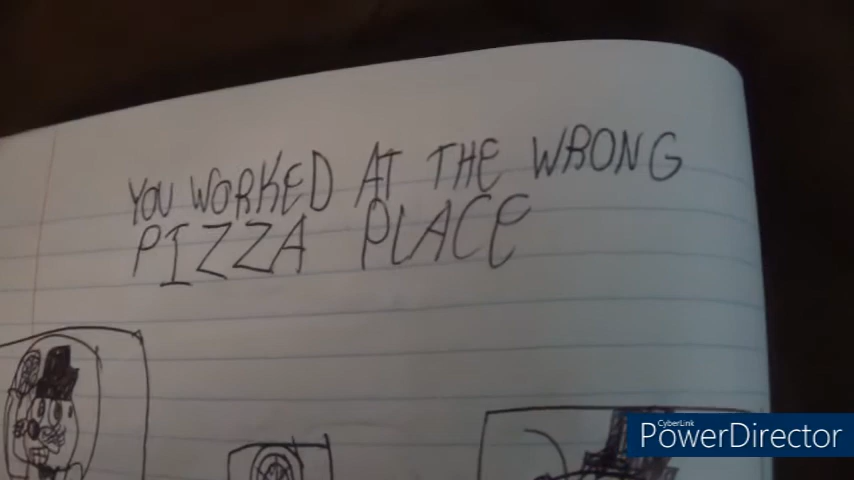 YOU WORKED AT THE WRONG
PIZZA PLACE
CyberLink
PowerDirector